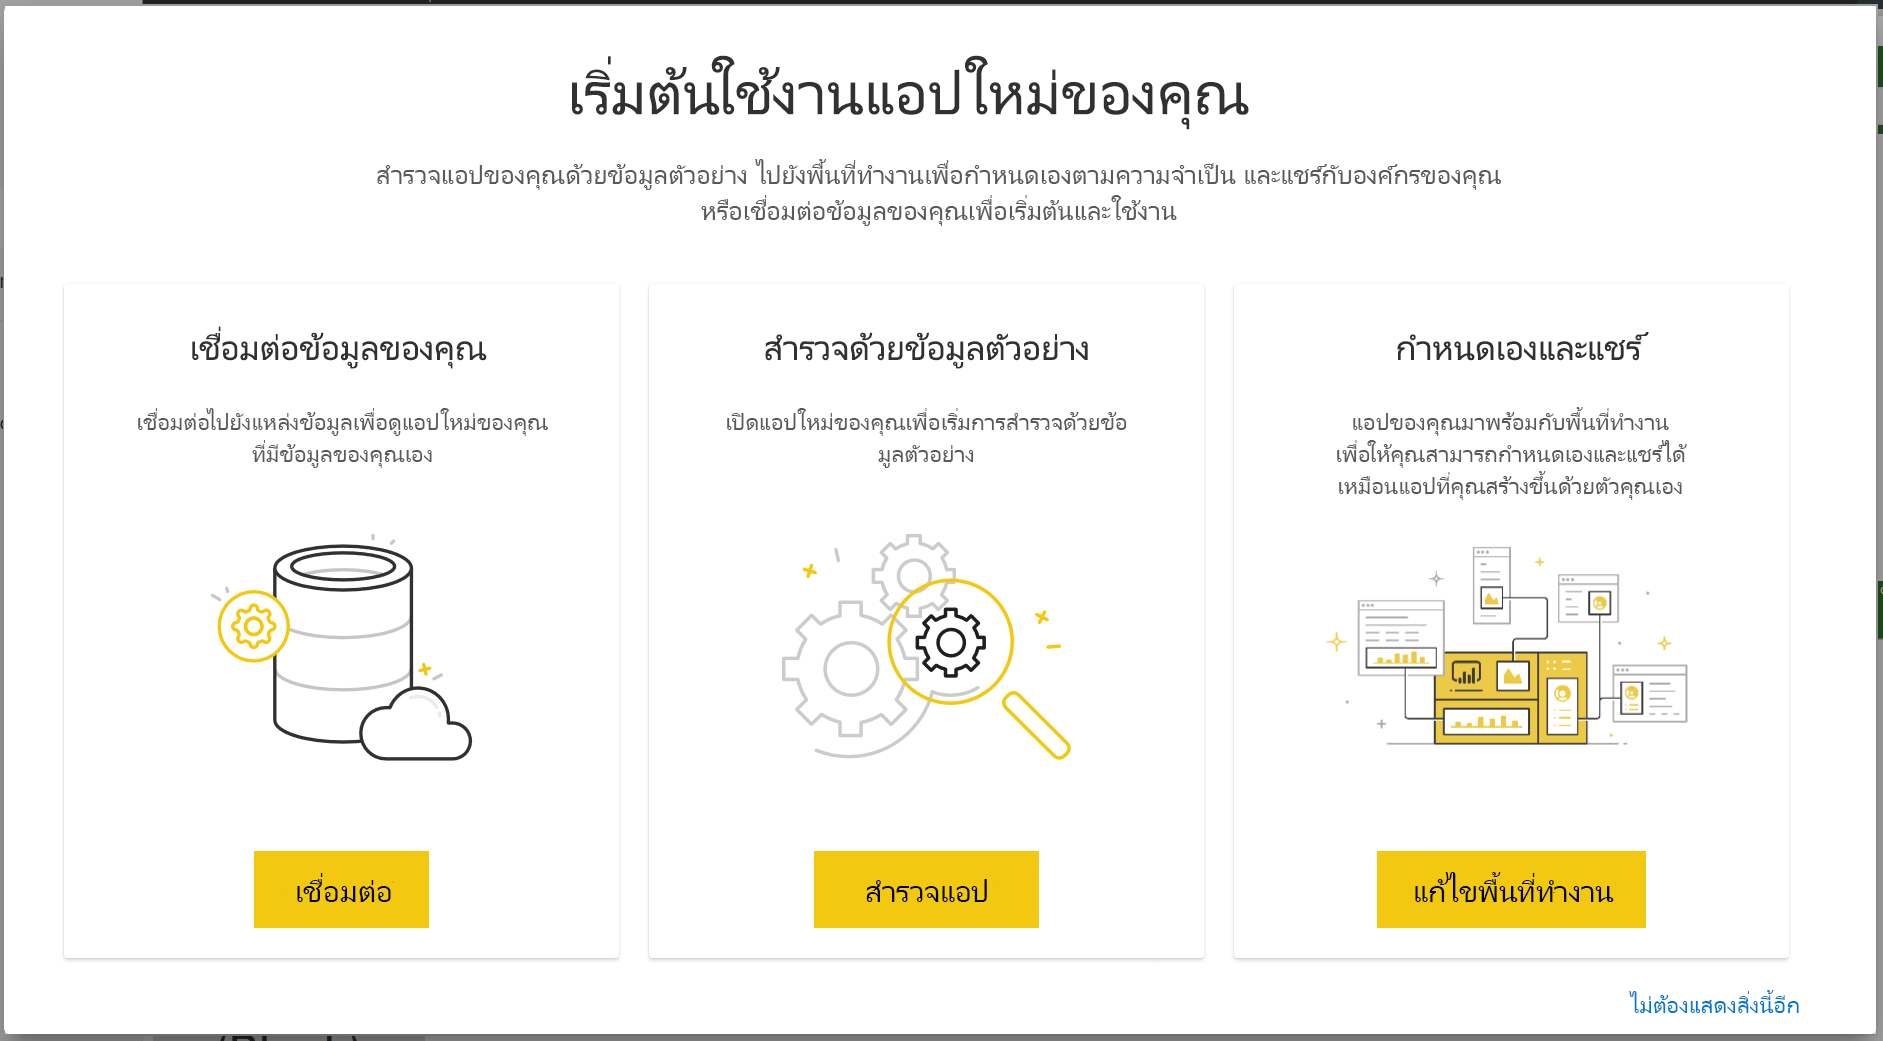 เริ่มต้นใช้งานแอปใหม่ของคุณ
สำรวจแอปของคุณด้วยข้อมูลตัวอย่าง ไปยังพื้นที่ทำงานเพื่อกำหนดเองตามความจำเป็น และแชร์กับองค์กรของคุณ
หรือเชื่อมต่อข้อมูลของคุณเพื่อเริ่มต้นและใช้งาน
เชื่อมต่อข้อมูลของคุณ
เชื่อมต่อไปยังแหล่งข้อมูลเพื่อดูแอปใหม่ของคุณ
ที่มีข้อมูลของคุณเอง
เชื่อมต่อ
สำรวจด้วยข้อมูลตัวอย่าง
เปิดแอปใหม่ของคุณเพื่อเริ่มการสำรวจด้วยข้อ
มูลตัวอย่าง
สำรวจแอป
กำหนดเองและแชร์
แอปของคุณมาพร้อมกับพื้นที่ทำงาน
เพื่อให้คุณสามารถกำหนดเองและแชร์ได้
เหมือนแอปที่คุณสร้างขึ้นด้วยตัวคุณเอง
แก้ไขพื้นที่ทำงาน
ไม่ต้องแสดงสิ่งนี้อีก